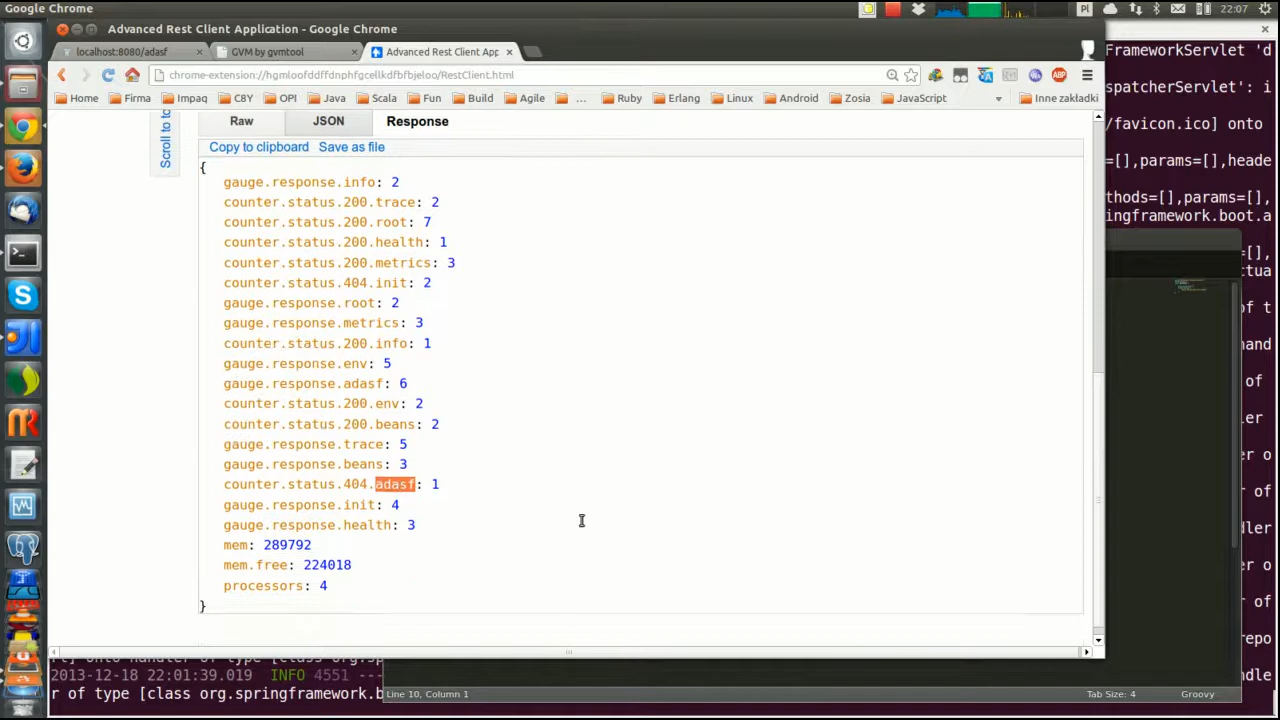 Google Chrome
Pl
22:07
Advanced Rest Client Application - Google Chrome
localhost:8080/adasf
GVM by gvmtool
Advanced Rest Client App
chrome-extension://hgmloofddffdnphfgcellkdfbfbjeloo/RestClient.html
Home Firma Impaq C8Y OPI Java Scala Fun Build Agile ... Ruby Erlang Linux Android Zosia JavaScript Inne zakładki
Scroll to to
Raw JSON Response
Copy to clipboard Save as file
{
gauge.response.info: 2
counter.status.200.trace: 2
counter.status.200.root: 7
counter.status.200.health: 1
counter.status.200.metrics: 3
counter.status.404.init: 2
gauge.response.root: 2
gauge.response.metrics: 3
counter.status.200.info: 1
gauge.response.env: 5
gauge.response.adasf: 6
counter.status.200.env: 2
counter.status.200.beans: 2
gauge.response.trace: 5
gauge.response.beans: 3
counter.status.404.adasf: 1
gauge.response.init: 4
gauge.response.health: 3
mem: 289792
mem.free: 224018
processors: 4
}
FrameworkServlet 'd
spatcherServlet': i
/favicon.ico] onto
=[],params=[],heade
thods=[],params=[],
ingframework.boot.a
=[],
ctua
of t
hand
of
ler
er o
of
dler
er o
of
repo
ndle
2013-12-18 22:01:39.019 INFO 4551 ---
r of type [class org.springframework.b
Line 10, Column 1
Tab Size: 4
Groovy